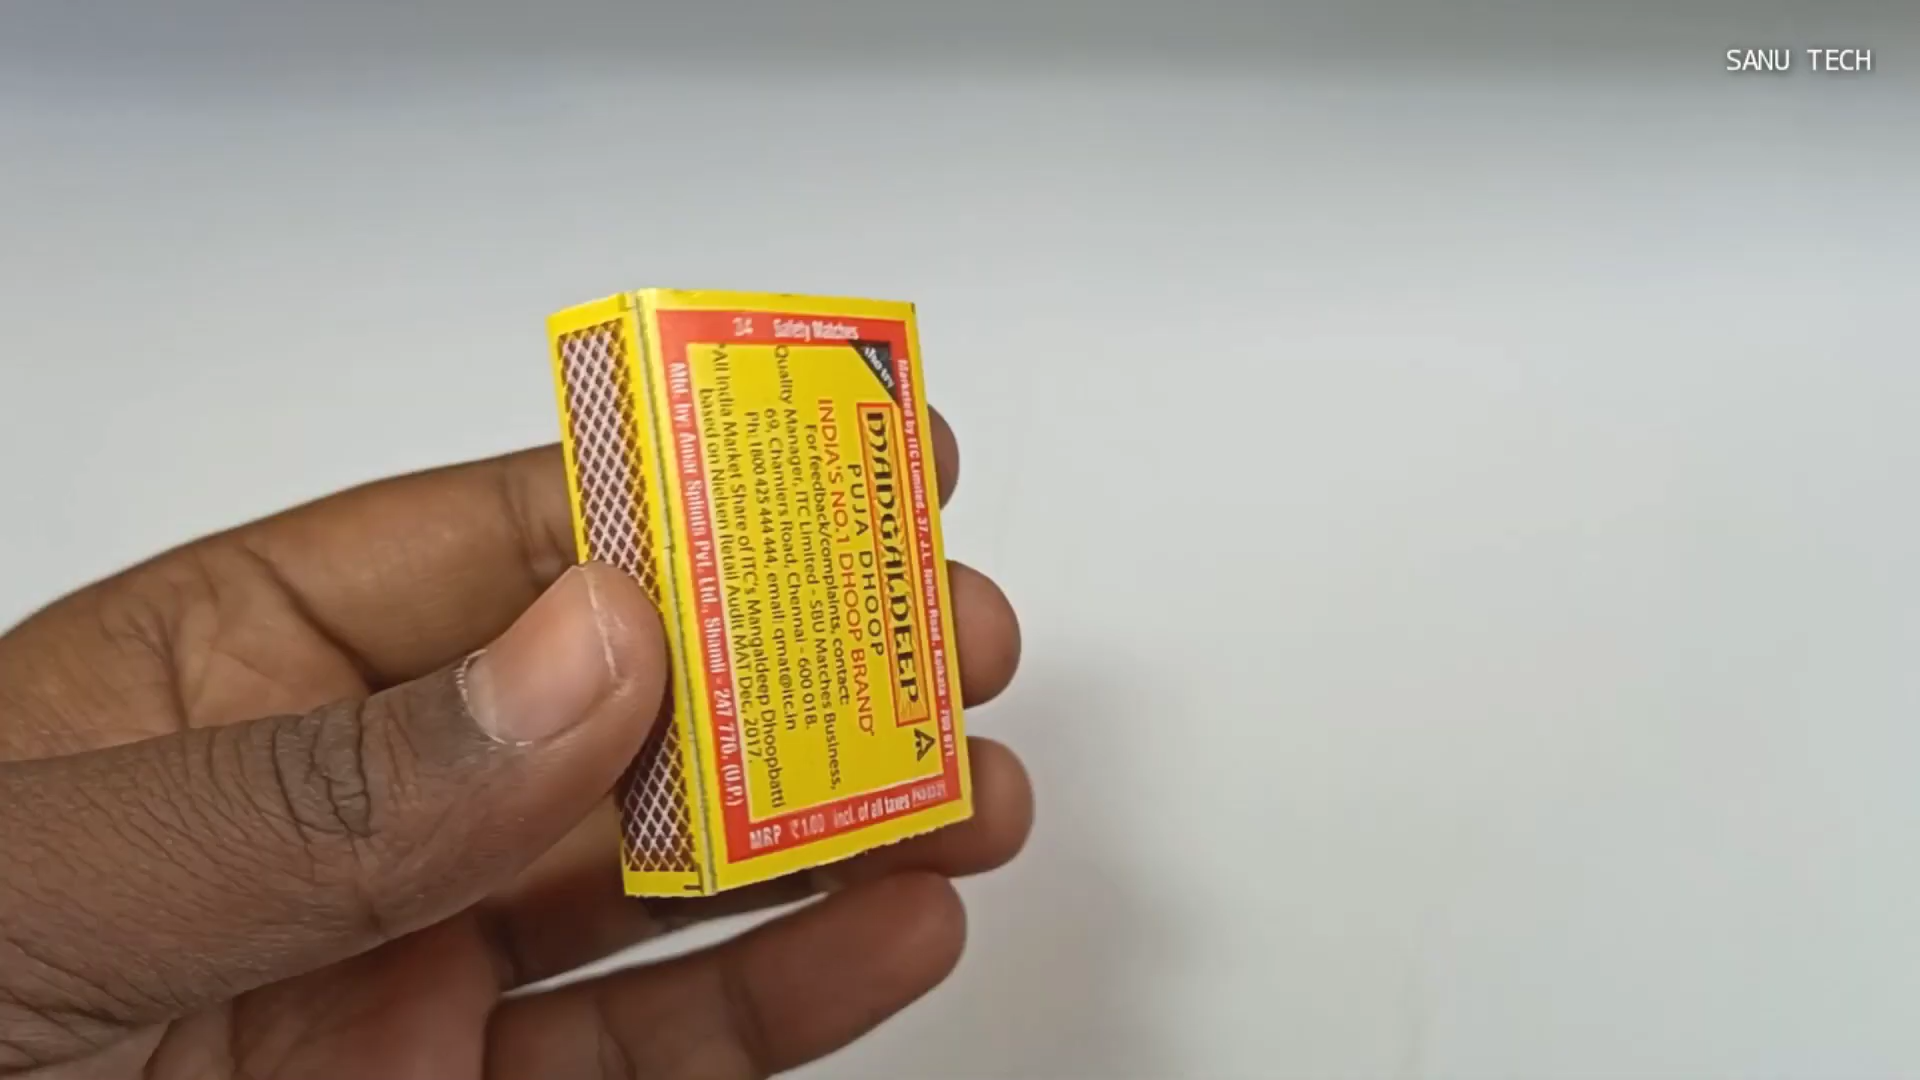 SANU TECH
34 Safety Matches
Also try
Marketed by ITC Limited, 37, J.L. Nehru Road, Kolkata - 700 071.
MADGALDEEP
PUJA DHOOP
INDIA'S NO.1 DHOOP BRAND*
For feedback/complaints, contact:
Quality Manager, ITC Limited - SBU Matches Business,
69, Chamiers Road, Chennai - 600 018.
Ph: 1800 425 444 444, email: qmat@itc.in
*All India Market Share of ITC's Mangaldeep Dhoopbatti
based on Nielsen Retail Audit MAT Dec, 2017.
Mfd. by: Amar Splints Pvt. Ltd., Shamli - 247 770, (U.P.)
MRP ₹ 1.00 incl. of all taxes